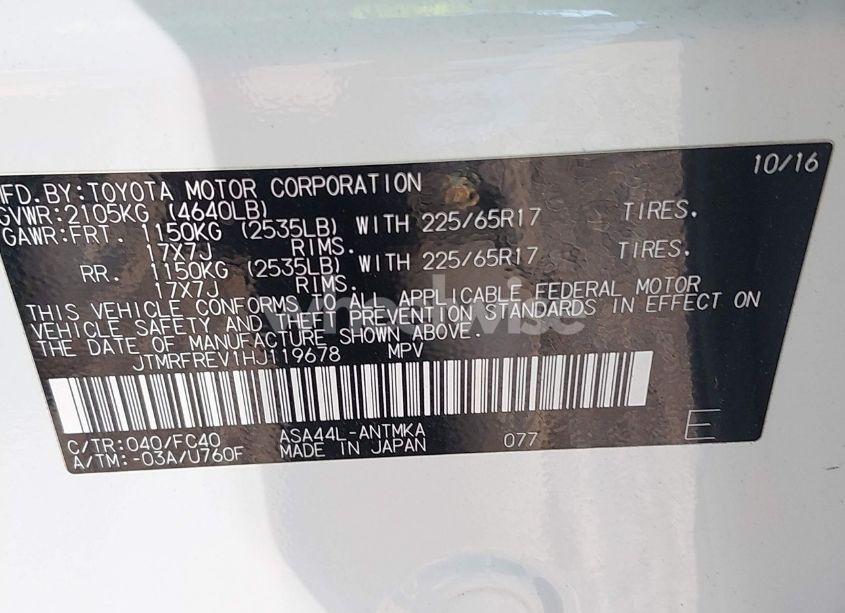 MFD. BY: TOYOTA MOTOR CORPORATION 10/16
GVWR: 2105KG (4640LB)
GAWR: FRT. 1150KG (2535LB) WITH 225/65R17 TIRES.
17X7J RIMS.
RR. 1150KG (2535LB) WITH 225/65R17 TIRES.
17X7J RIMS.
THIS VEHICLE CONFORMS TO ALL APPLICABLE FEDERAL MOTOR
VEHICLE SAFETY AND THEFT PREVENTION STANDARDS IN EFFECT ON
THE DATE OF MANUFACTURE SHOWN ABOVE.
JTMRFREV1HJ119678 MPV
C/TR: 040/FC40 ASA44L-ANTMKA
A/TM: -03A/U760F MADE IN JAPAN 077 E